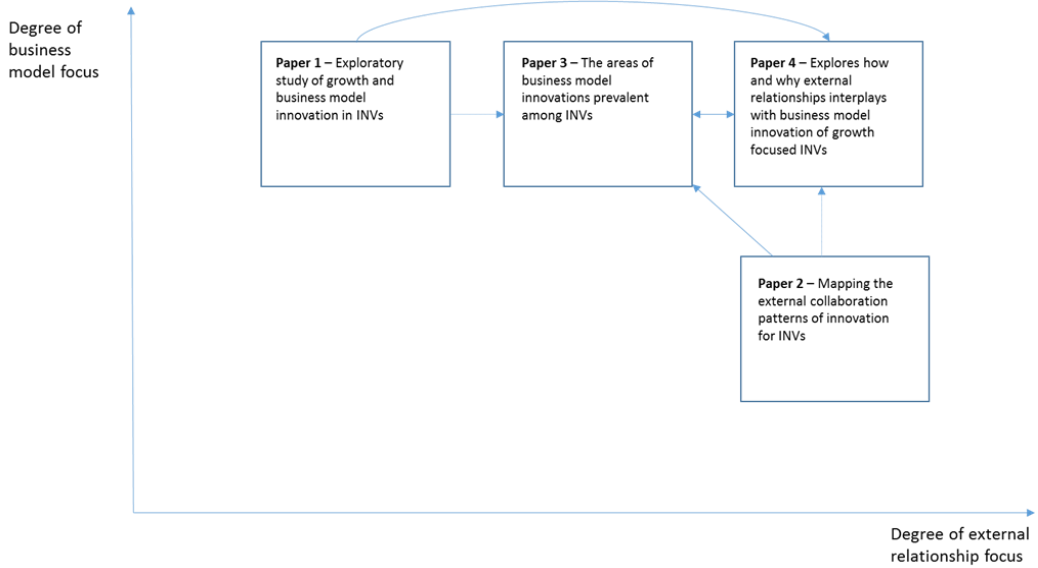 Degree of
business
model focus
Paper 1 – Exploratory
study of growth and
business model
innovation in INVs
Paper 3 – The areas of
business model
innovations prevalent
among INVs
Paper 4 – Explores how
and why external
relationships interplays
with business model
innovation of growth
focused INVs
Paper 2 – Mapping the
external collaboration
patterns of innovation
for INVs
Degree of external
relationship focus